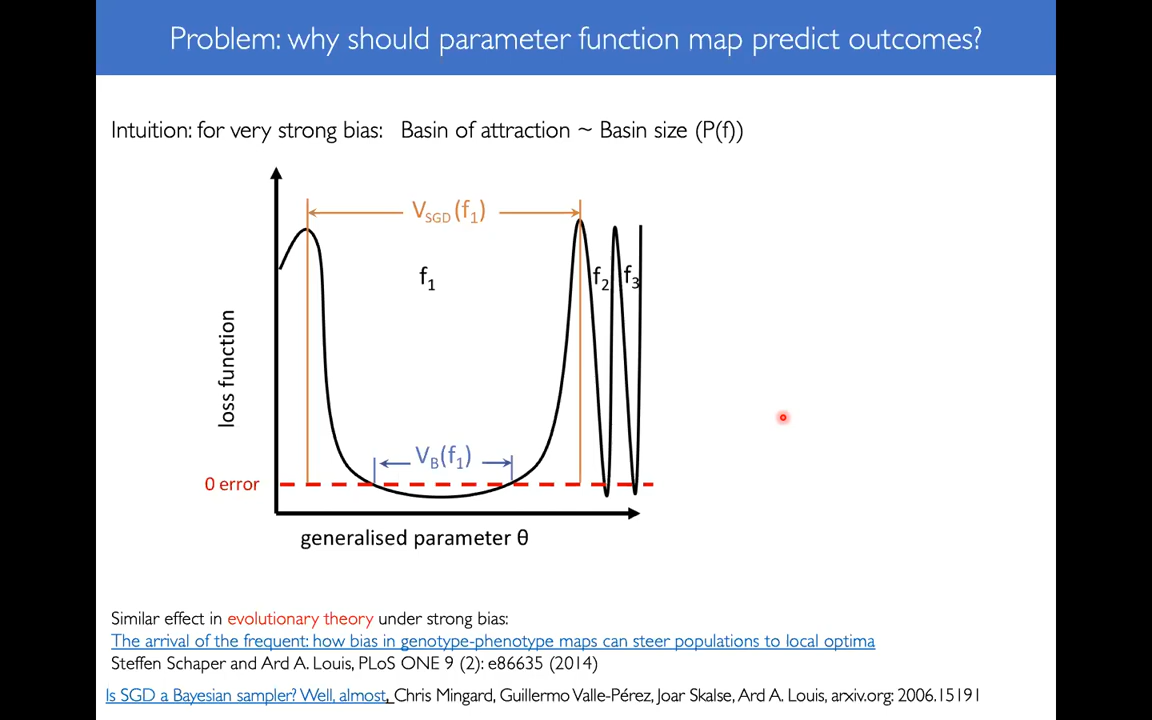 Problem: why should parameter function map predict outcomes?
Intuition: for very strong bias: Basin of attraction ~ Basin size (P(f))
V_SGD (f₁)
f₁
f₂
f₃
loss function
V_B(f₁)
0 error
generalised parameter θ
Similar effect in evolutionary theory under strong bias:
The arrival of the frequent: how bias in genotype-phenotype maps can steer populations to local optima
Steffen Schaper and Ard A. Louis, PLoS ONE 9 (2): e86635 (2014)
Is SGD a Bayesian sampler? Well, almost, Chris Mingard, Guillermo Valle-Pérez, Joar Skalse, Ard A. Louis, arxiv.org: 2006.15191